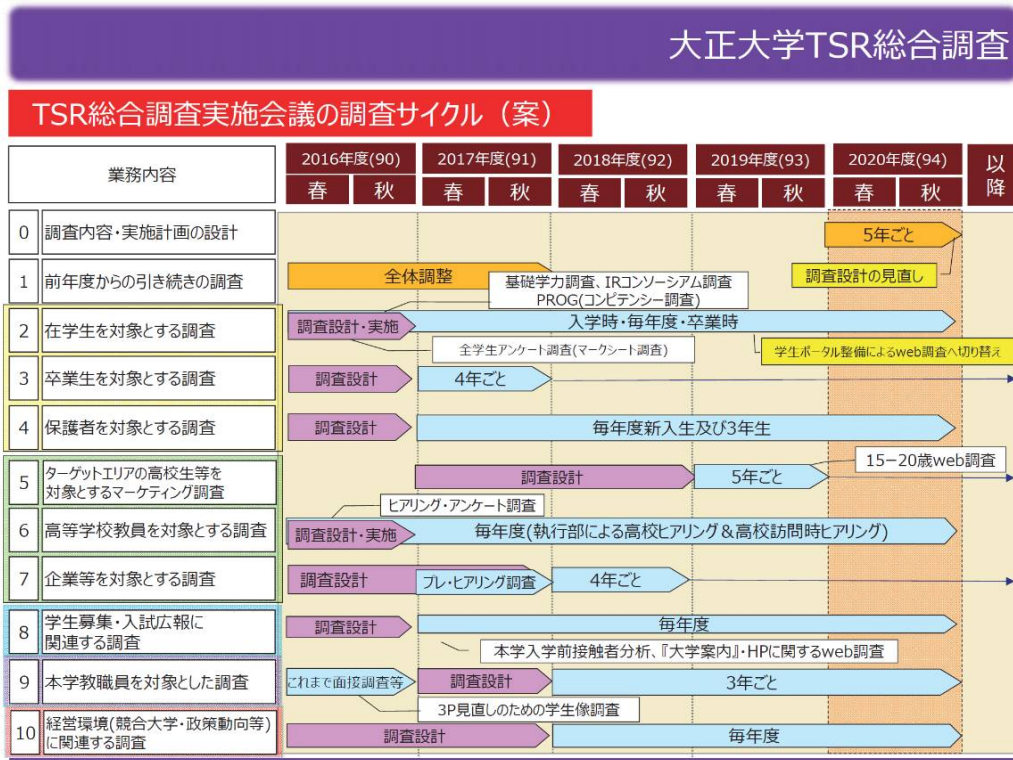 大正大学TSR総合調査
TSR総合調査実施会議の調査サイクル（案）
業務内容
2016年度(90)
2017年度(91)
2018年度(92)
2019年度(93)
2020年度(94)
以
降
春
秋
春
秋
春
秋
春
秋
春
秋
0
調査内容・実施計画の設計
5年ごと
調査設計の見直し
1
前年度からの引き続きの調査
全体調整
基礎学力調査、IRコンソーシアム調査
PROG(コンピテンシー調査)
2
在学生を対象とする調査
調査設計・実施
入学時・毎年度・卒業時
全学生アンケート調査(マークシート調査)
学生ポータル整備によるweb調査へ切り替え
3
卒業生を対象とする調査
調査設計
4年ごと
4
保護者を対象とする調査
調査設計
毎年度新入生及び3年生
5
ターゲットエリアの高校生等を
対象とするマーケティング調査
調査設計
5年ごと
15－20歳web調査
6
高等学校教員を対象とする調査
ヒアリング・アンケート調査
調査設計・実施
毎年度(執行部による高校ヒアリング＆高校訪問時ヒアリング)
7
企業等を対象とする調査
調査設計
プレ・ヒアリング調査
4年ごと
8
学生募集・入試広報に
関連する調査
調査設計
毎年度
本学入学前接触者分析、『大学案内』・HPに関するweb調査
9
本学教職員を対象とした調査
これまで面接調査等
調査設計
3年ごと
3P見直しのための学生像調査
10
経営環境(競合大学・政策動向等)
に関連する調査
調査設計
毎年度